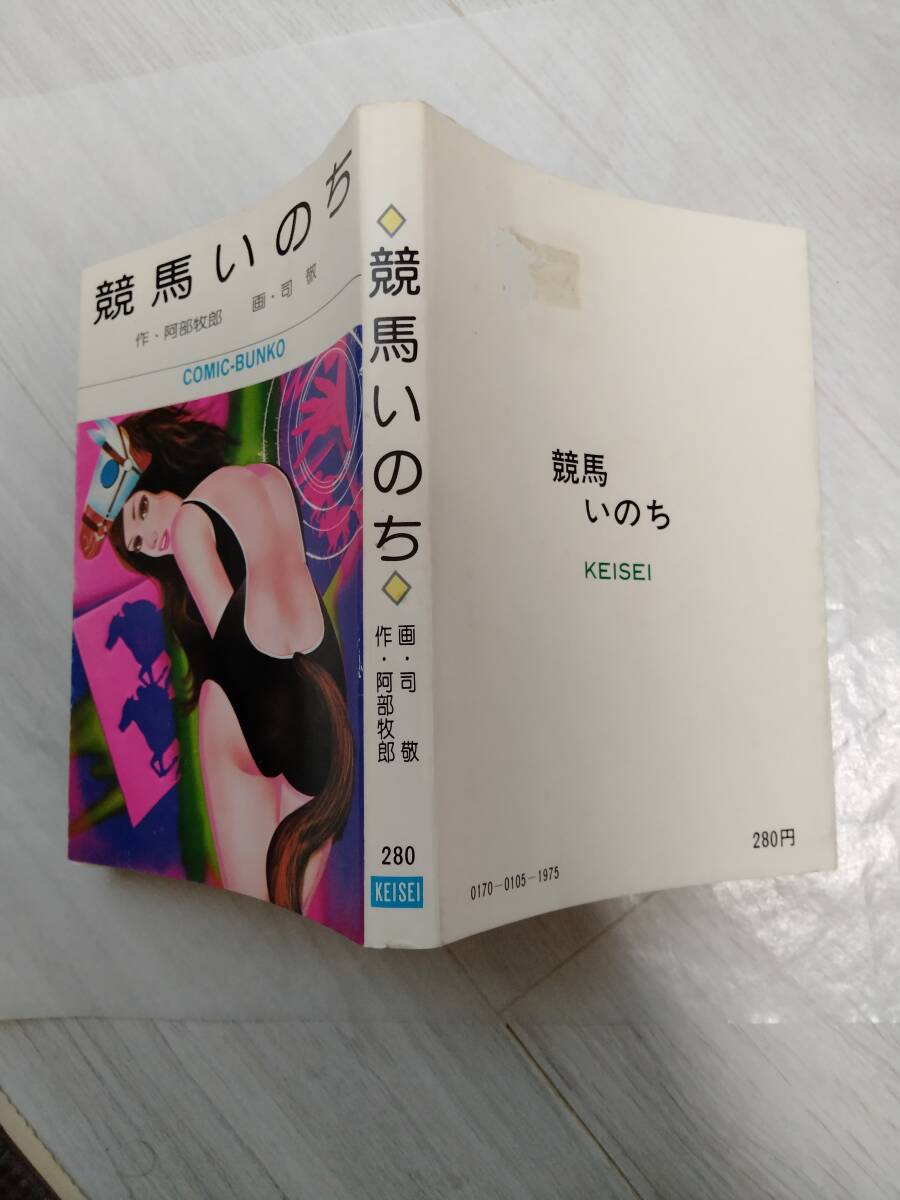 競馬いのち
作・阿部牧郎　画・司 敬
COMIC-BUNKO
競馬いのち
画・司 敬
作・阿部牧郎
280
KEISEI
競馬
いのち
KEISEI
280円
0170-0105-1975